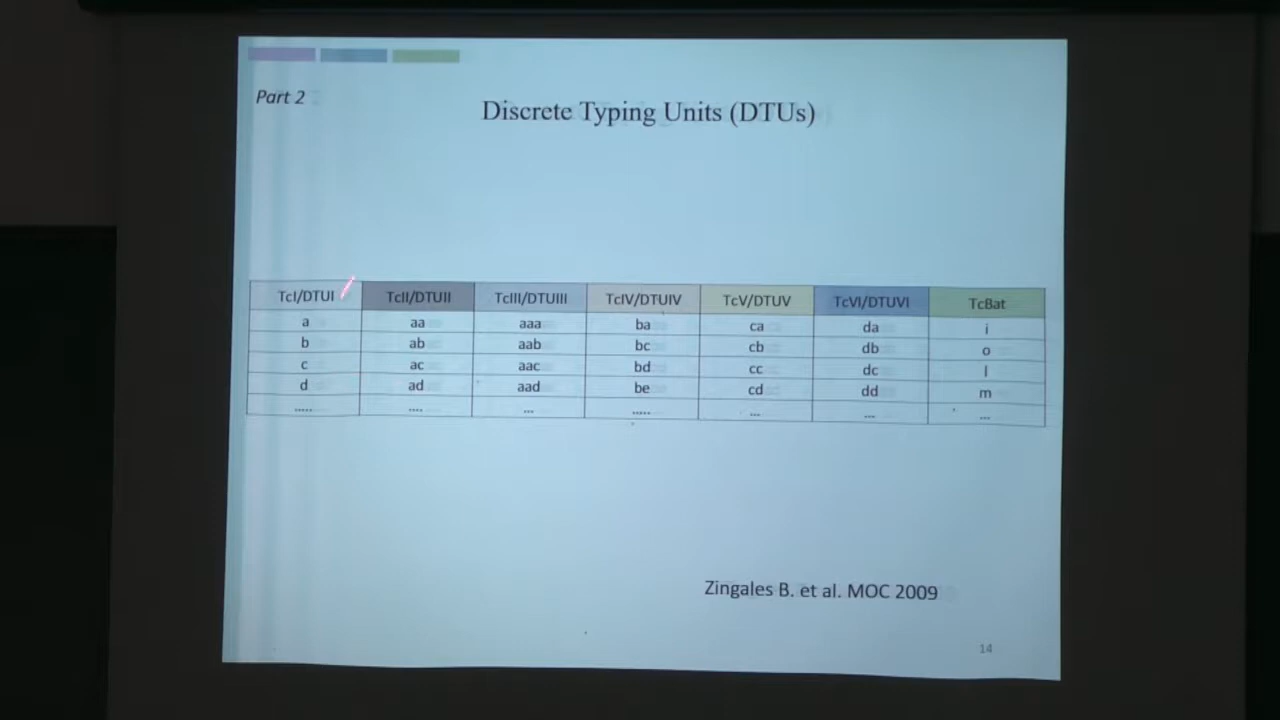 Part 2
Discrete Typing Units (DTUs)
TcI/DTUI TcII/DTUII TcIII/DTUIII TcIV/DTUIV TcV/DTUV TcVI/DTUVI TcBat
a aa aaa ba ca da i
b ab aab bc cb db o
c ac aac bd cc dc l
d ad aad be cd dd m
..... .... ... ..... ... ... ...
Zingales B. et al. MOC 2009
14